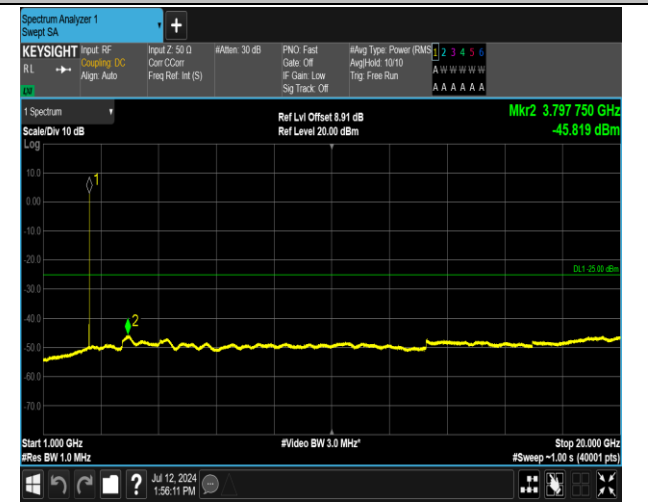 Spectrum Analyzer 1
Swept SA
+
KEYSIGHT Input: RF Input Z: 50 Ω #Atten: 30 dB PNO: Fast #Avg Type: Power (RMS 1 2 3 4 5 6
RL Coupling: DC Corr CCorr Gate: Off Avg|Hold: 10/10 A W W W W W
Align: Auto Freq Ref: Int (S) IF Gain: Low Trig: Free Run
Sig Track: Off A A A A A A
1 Spectrum Ref Lvl Offset 8.91 dB Mkr2 3.797 750 GHz
Scale/Div 10 dB Ref Level 20.00 dBm -45.819 dBm
Log
10.0
1
0.00
-10.0
-20.0
DL1 -25.00 dBm
-30.0
-40.0
2
-50.0
-60.0
-70.0
Start 1.000 GHz #Video BW 3.0 MHz* Stop 20.000 GHz
#Res BW 1.0 MHz #Sweep ~1.00 s (40001 pts)
? Jul 12, 2024
1:56:11 PM